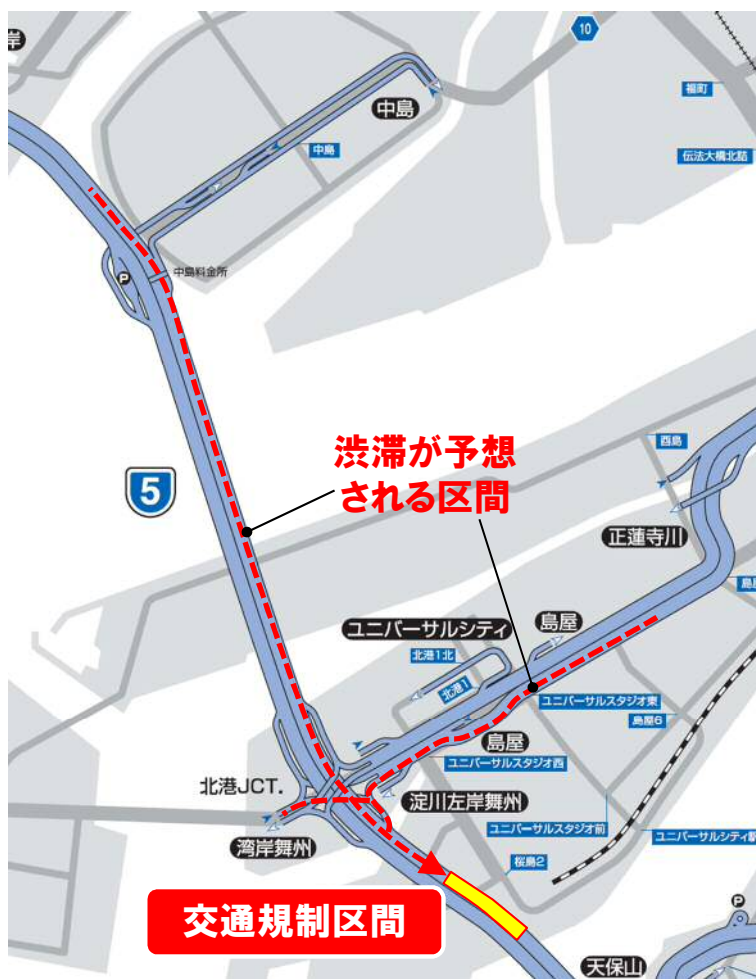 岸
10
福町
中島
中島
伝法大橋北詰
P
中島料金所
渋滞が予想
される区間
5
酉島
正蓮寺川
島屋
ユニバーサルシティ
北港1北
北港1
ユニバーサルスタジオ東
島屋6
島屋
ユニバーサルスタジオ西
北港JCT.
淀川左岸舞州
ユニバーサルスタジオ前
ユニバーサルシティ駅
湾岸舞州
桜島2
交通規制区間
P
天保山